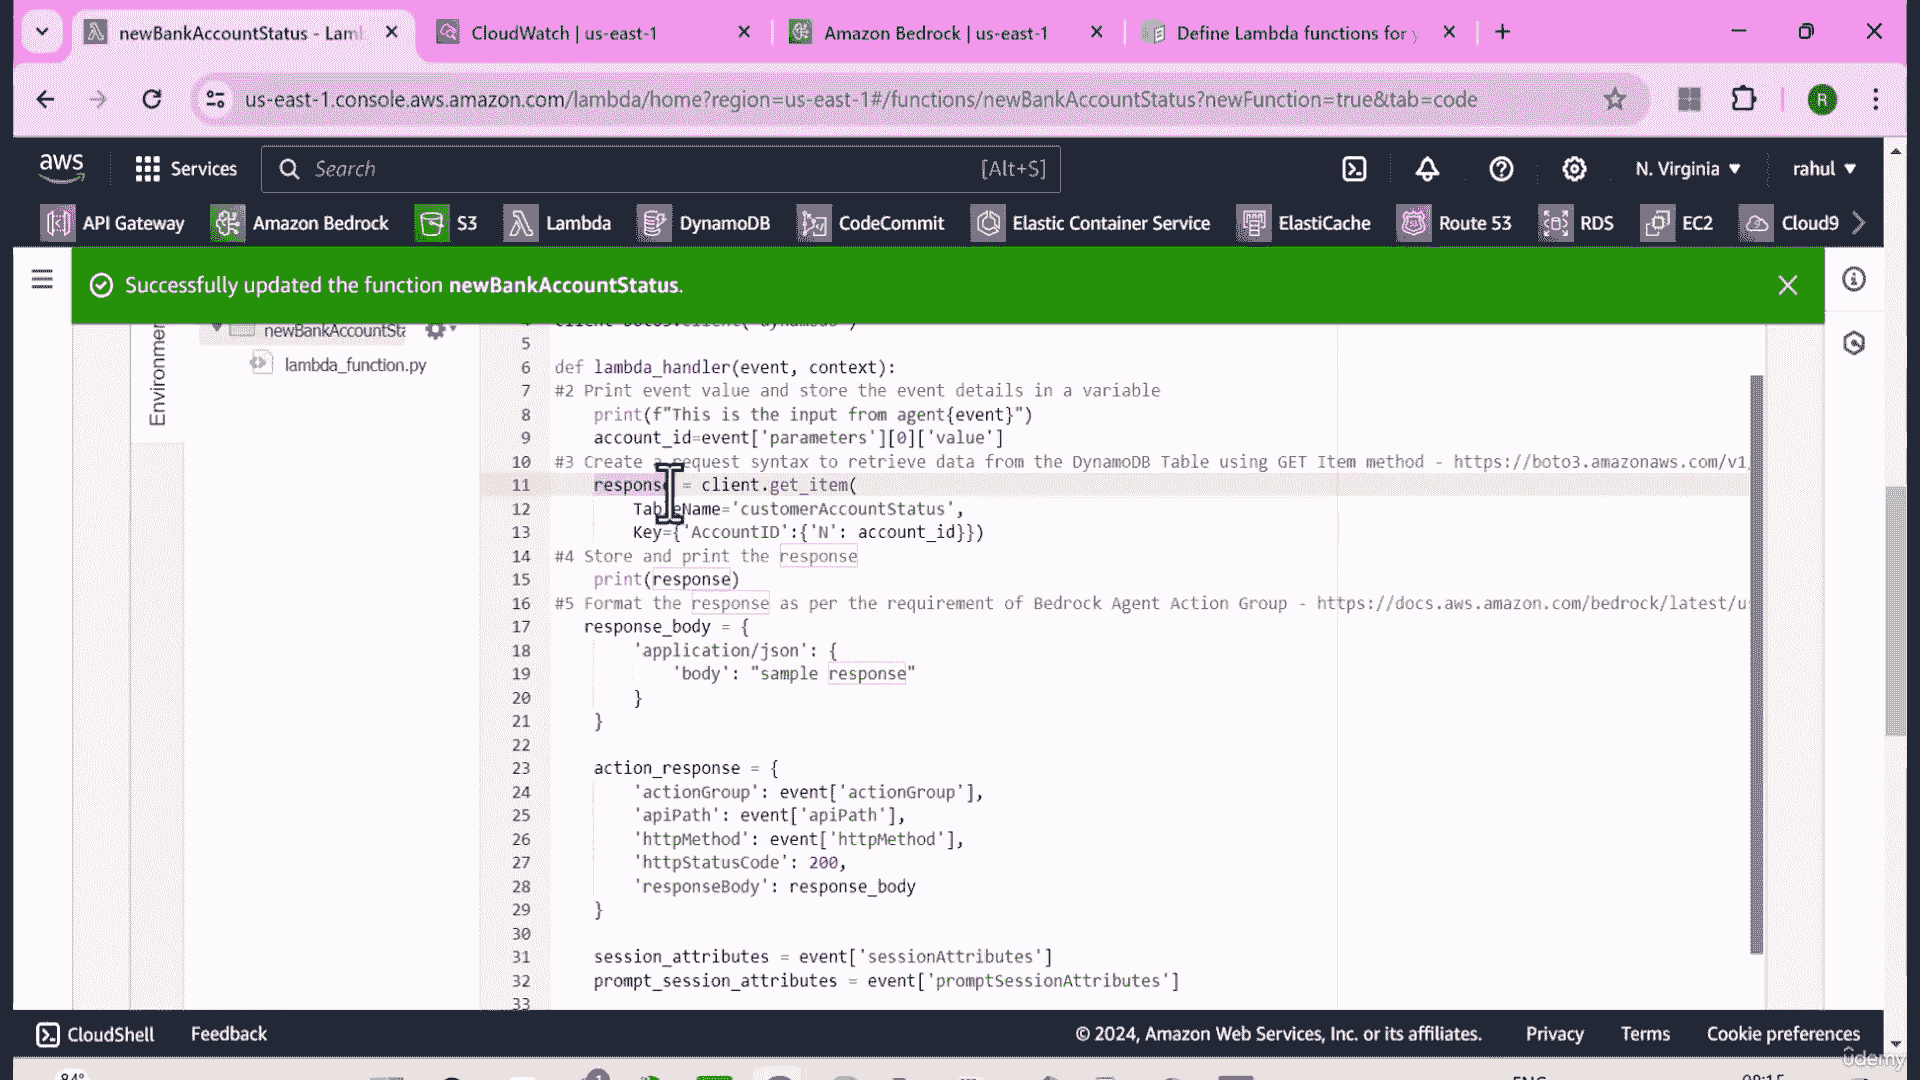 newBankAccountStatus - Lam
CloudWatch | us-east-1
Amazon Bedrock | us-east-1
Define Lambda functions for y
us-east-1.console.aws.amazon.com/lambda/home?region=us-east-1#/functions/newBankAccountStatus?newFunction=true&tab=code
R
aws
Services
Search
[Alt+S]
N. Virginia
rahul
API Gateway
Amazon Bedrock
S3
Lambda
DynamoDB
CodeCommit
Elastic Container Service
ElastiCache
Route 53
RDS
EC2
Cloud9
Successfully updated the function newBankAccountStatus.
Environme
newBankAccountSta
lambda_function.py
5
6 def lambda_handler(event, context):
7 #2 Print event value and store the event details in a variable
8 print(f"This is the input from agent{event}")
9 account_id=event['parameters'][0]['value']
10 #3 Create a request syntax to retrieve data from the DynamoDB Table using GET Item method - https://boto3.amazonaws.com/v1/
11 response = client.get_item(
12 TableName='customerAccountStatus',
13 Key={'AccountID':{'N': account_id}})
14 #4 Store and print the response
15 print(response)
16 #5 Format the response as per the requirement of Bedrock Agent Action Group - https://docs.aws.amazon.com/bedrock/latest/u
17 response_body = {
18 'application/json': {
19 'body': "sample response"
20 }
21 }
22
23 action_response = {
24 'actionGroup': event['actionGroup'],
25 'apiPath': event['apiPath'],
26 'httpMethod': event['httpMethod'],
27 'httpStatusCode': 200,
28 'responseBody': response_body
29 }
30
31 session_attributes = event['sessionAttributes']
32 prompt_session_attributes = event['promptSessionAttributes']
33
CloudShell
Feedback
© 2024, Amazon Web Services, Inc. or its affiliates.
Privacy
Terms
Cookie preferences
udemy
84°
ENG
08:15